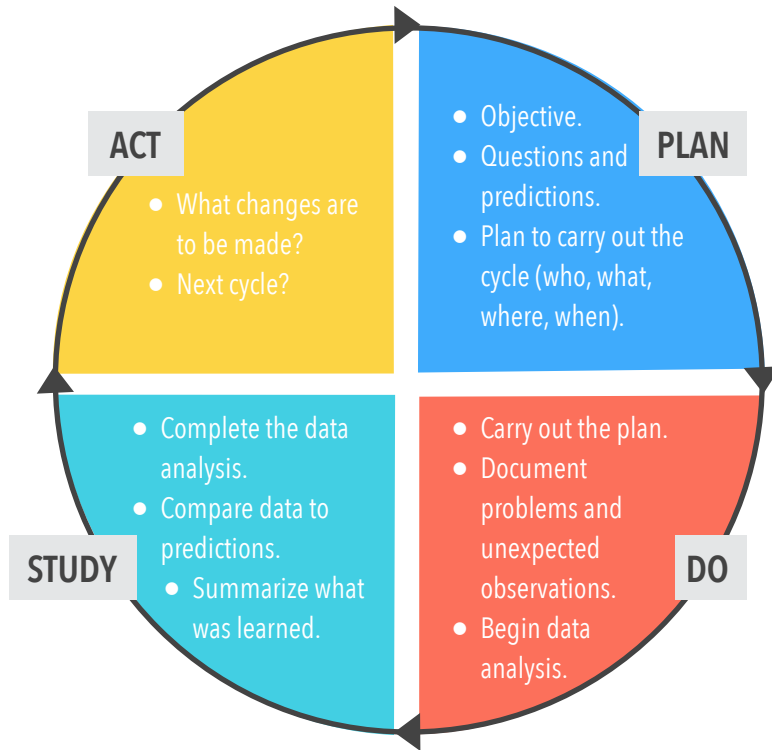 ACT
● What changes are
to be made?
● Next cycle?
PLAN
● Objective.
● Questions and
predictions.
● Plan to carry out the
cycle (who, what,
where, when).
DO
● Carry out the plan.
● Document
problems and
unexpected
observations.
● Begin data
analysis.
STUDY
● Complete the data
analysis.
● Compare data to
predictions.
● Summarize what
was learned.